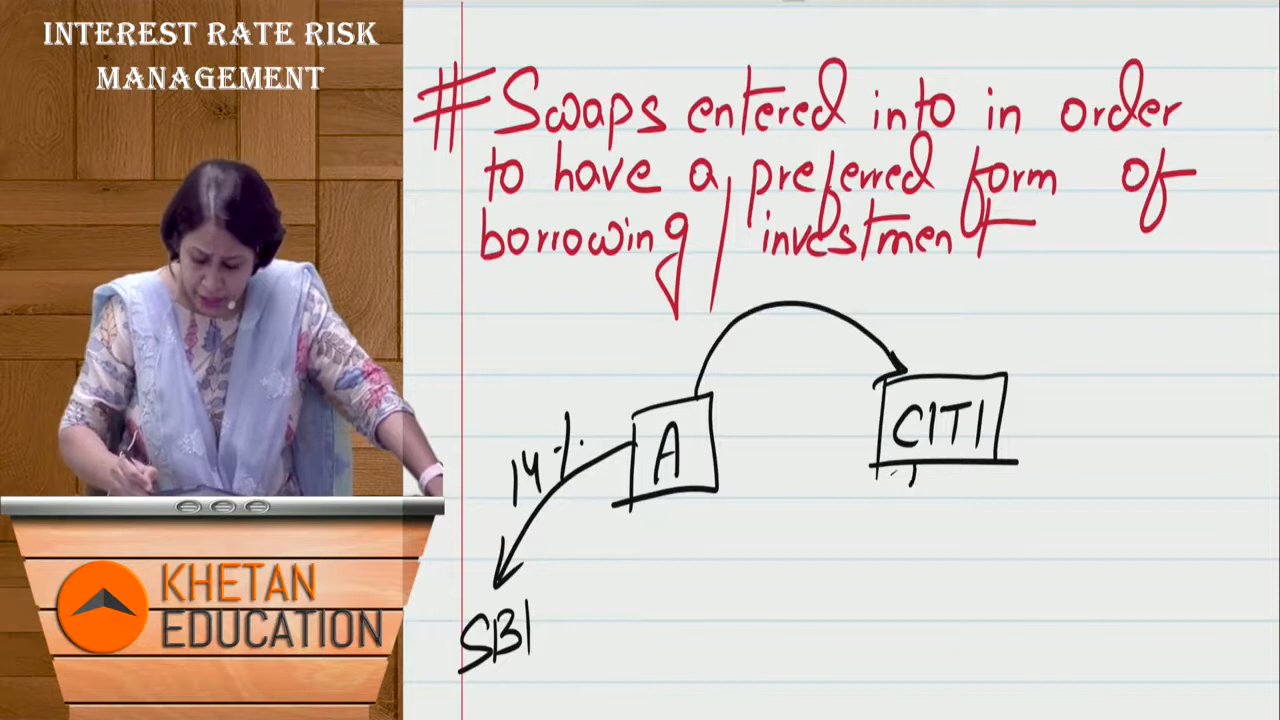 INTEREST RATE RISK
MANAGEMENT
# Swaps entered into in order
to have a preferred form of
borrowing / investment
14%
A
CITI
SBI
KHETAN
EDUCATION